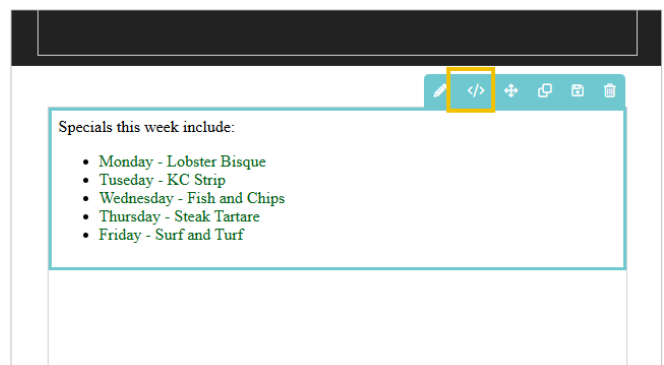 </>
Specials this week include:
• Monday - Lobster Bisque
• Tuseday - KC Strip
• Wednesday - Fish and Chips
• Thursday - Steak Tartare
• Friday - Surf and Turf